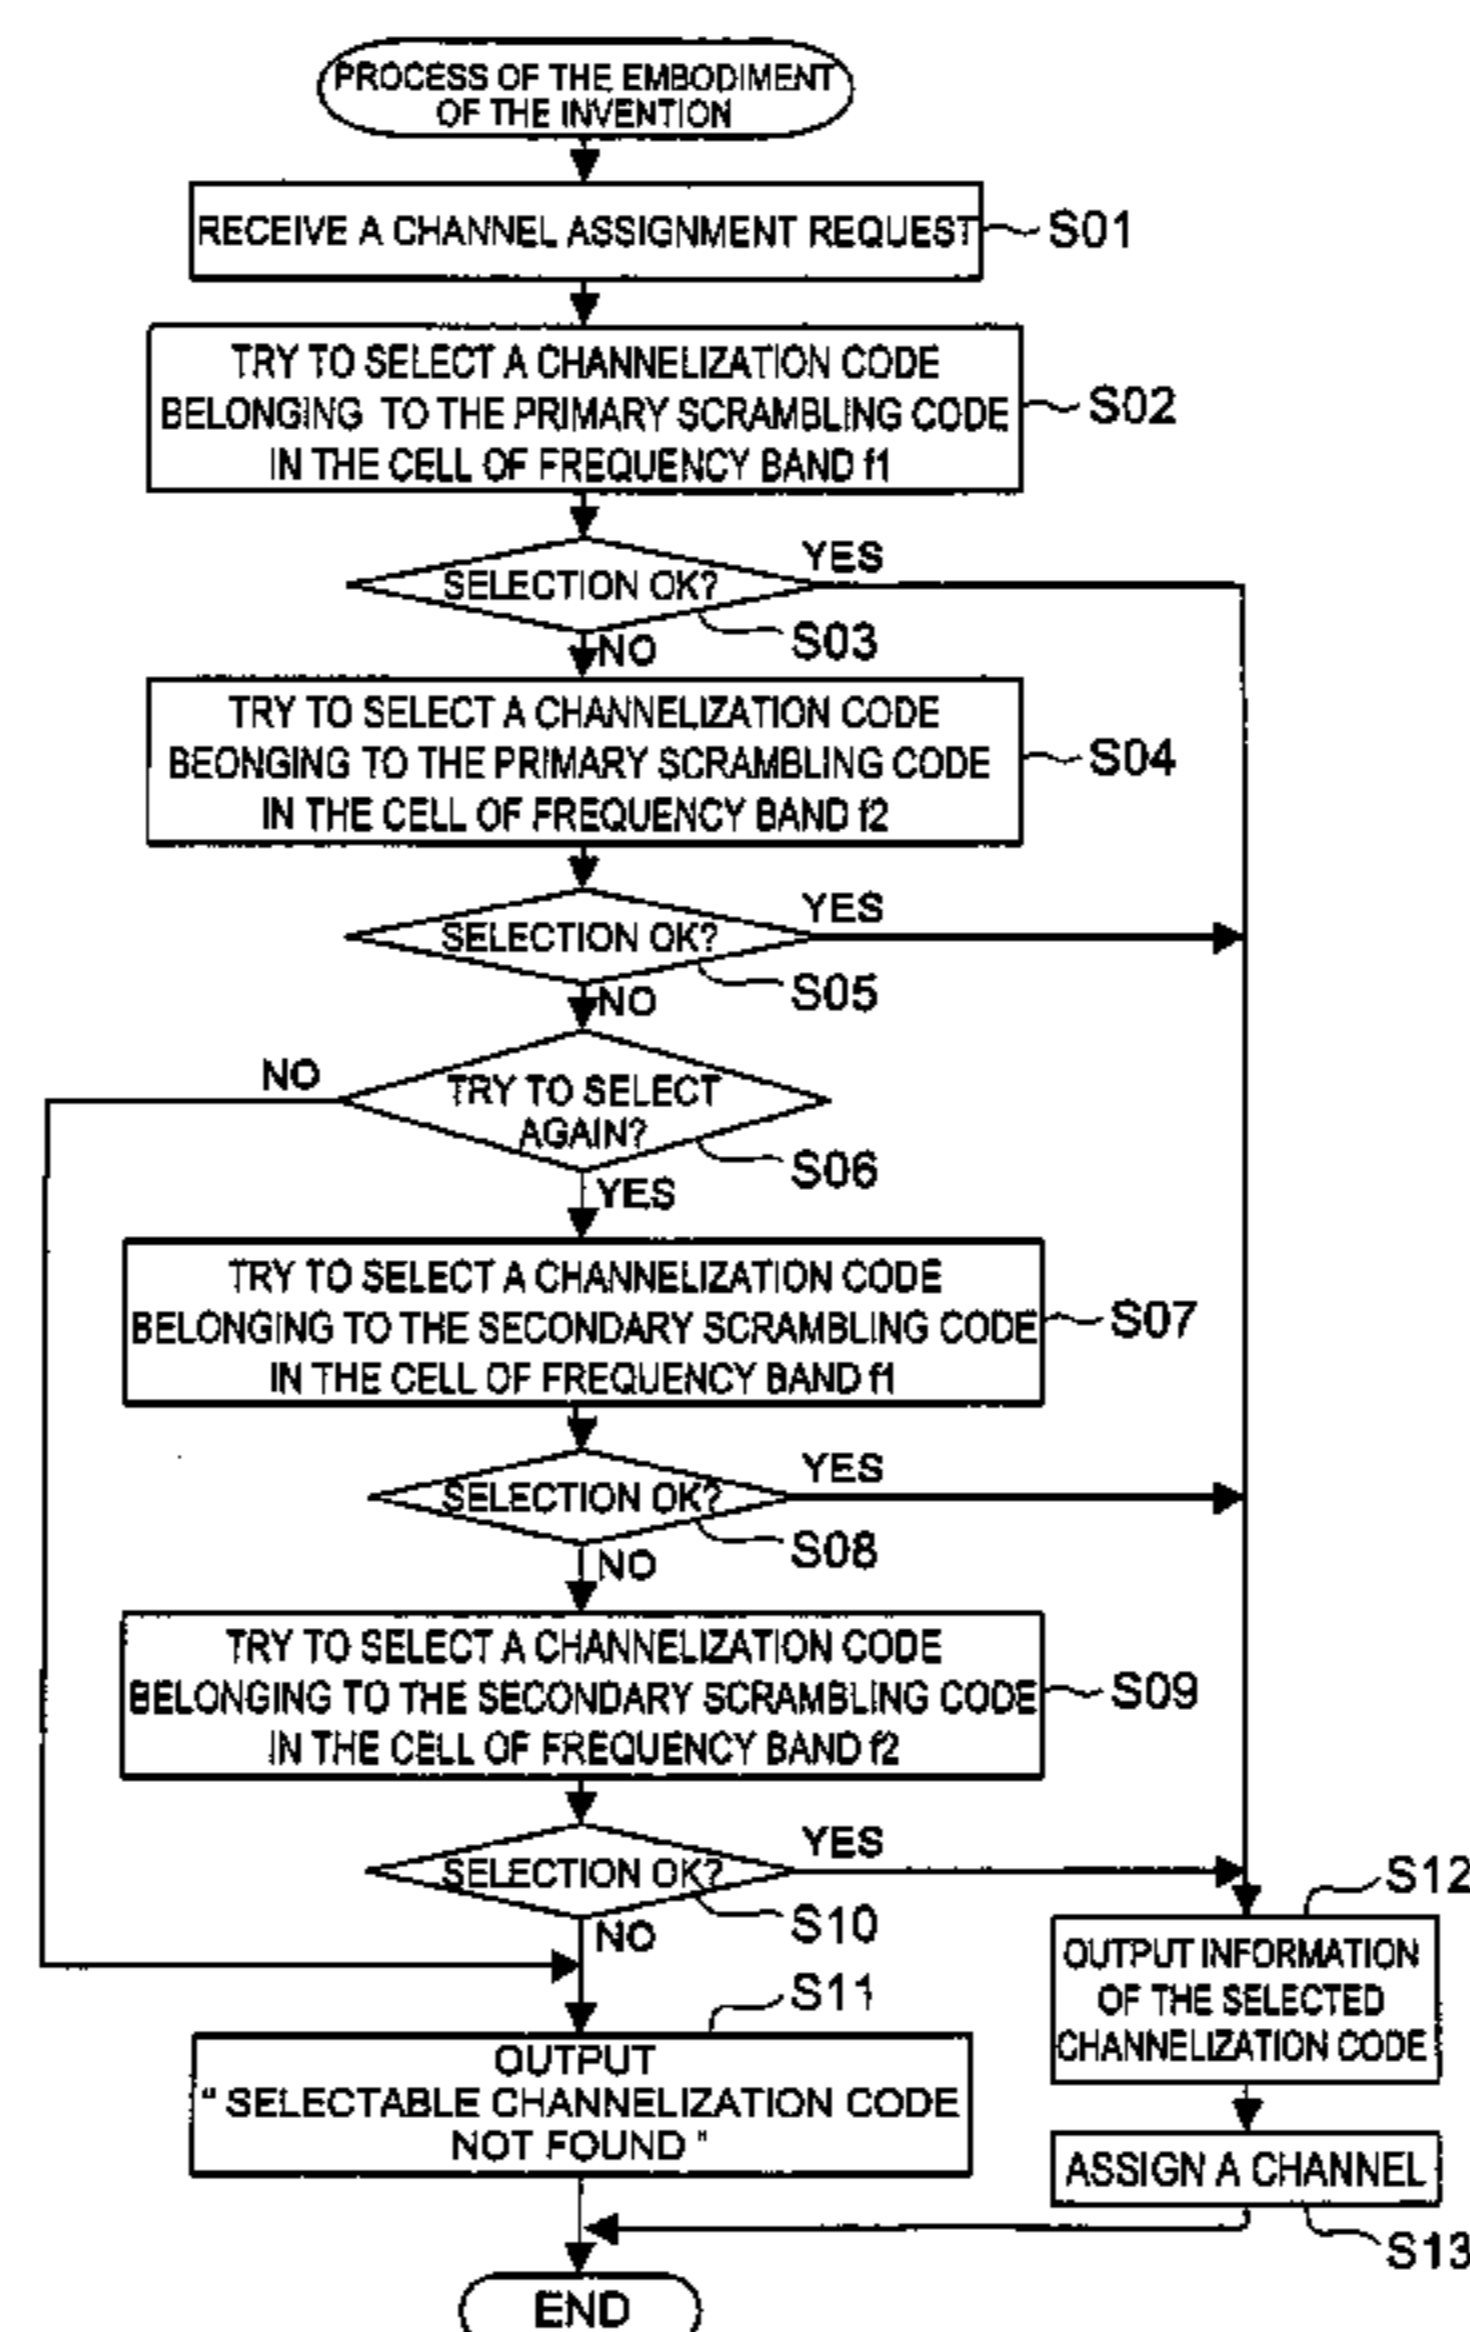 PROCESS OF THE EMBODIMENT
OF THE INVENTION
RECEIVE A CHANNEL ASSIGNMENT REQUEST
S01
TRY TO SELECT A CHANNELIZATION CODE
BELONGING TO THE PRIMARY SCRAMBLING CODE
IN THE CELL OF FREQUENCY BAND f1
S02
YES
SELECTION OK?
S03
NO
TRY TO SELECT A CHANNELIZATION CODE
BEONGING TO THE PRIMARY SCRAMBLING CODE
IN THE CELL OF FREQUENCY BAND f2
S04
YES
SELECTION OK?
S05
NO
NO
TRY TO SELECT
AGAIN?
S06
YES
TRY TO SELECT A CHANNELIZATION CODE
BELONGING TO THE SECONDARY SCRAMBLING CODE
IN THE CELL OF FREQUENCY BAND f1
S07
YES
SELECTION OK?
S08
NO
TRY TO SELECT A CHANNELIZATION CODE
BELONGING TO THE SECONDARY SCRAMBLING CODE
IN THE CELL OF FREQUENCY BAND f2
S09
YES
SELECTION OK?
S10
NO
S12
OUTPUT INFORMATION
OF THE SELECTED
CHANNELIZATION CODE
S11
OUTPUT
" SELECTABLE CHANNELIZATION CODE
NOT FOUND "
ASSIGN A CHANNEL
S13
END